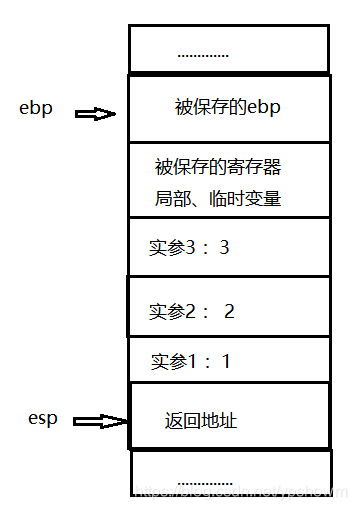 .............
ebp
被保存的ebp
被保存的寄存器
局部、临时变量
实参3： 3
实参2： 2
实参1： 1
esp
返回地址
.............
https://blog.csdn.net/ypshowm